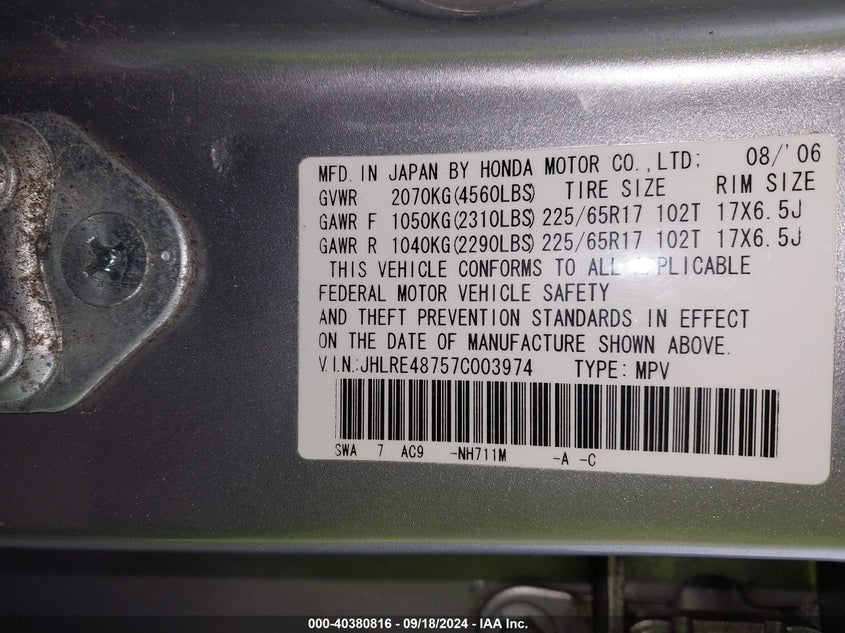 MFD. IN JAPAN BY HONDA MOTOR CO.,LTD: 08/'06
GVWR 2070KG(4560LBS) TIRE SIZE RIM SIZE
GAWR F 1050KG(2310LBS) 225/65R17 102T 17X6.5J
GAWR R 1040KG(2290LBS) 225/65R17 102T 17X6.5J
THIS VEHICLE CONFORMS TO ALL APPLICABLE
FEDERAL MOTOR VEHICLE SAFETY
AND THEFT PREVENTION STANDARDS IN EFFECT
ON THE DATE OF MANUFACTURE SHOWN ABOVE.
V.I.N.:JHLRE48757C003974 TYPE: MPV
SWA 7 AC9 -NH711M -A -C
000-40380816 - 09/18/2024 - IAA Inc.